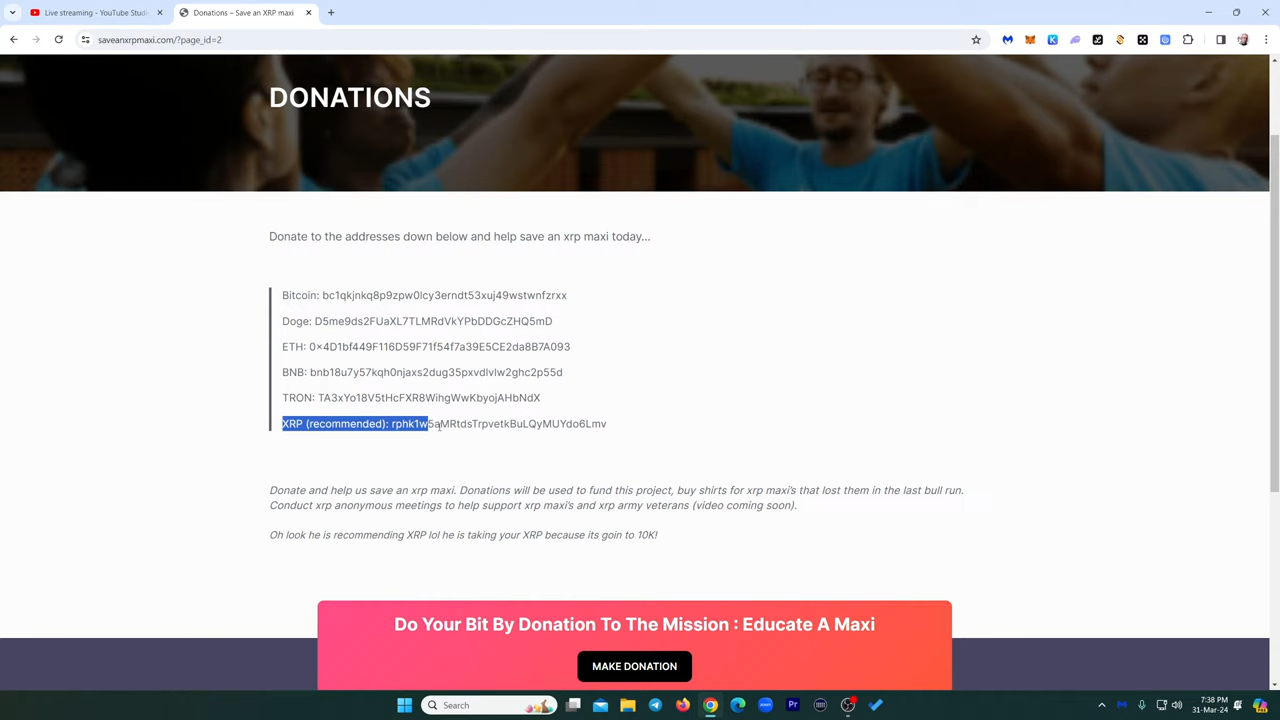 Live streaming - YouTube Studi
Donations – Save an XRP maxi
saveanxrpmaxi.com/?page_id=2
DONATIONS
Donate to the addresses down below and help save an xrp maxi today...
Bitcoin: bc1qkjnkq8p9zpw0lcy3erndt53xuj49wstwnfzrxx
Doge: D5me9ds2FUaXL7TLMRdVkYPbDDGcZHQ5mD
ETH: 0×4D1bf449F116D59F71f54f7a39E5CE2da8B7A093
BNB: bnb18u7y57kqh0njaxs2dug35pxvdlvlw2ghc2p55d
TRON: TA3xYo18V5tHcFXR8WihgWwKbyojAHbNdX
XRP (recommended): rphk1w5aMRtdsTrpvetkBuLQyMUYdo6Lmv
Donate and help us save an xrp maxi. Donations will be used to fund this project, buy shirts for xrp maxi's that lost them in the last bull run.
Conduct xrp anonymous meetings to help support xrp maxi's and xrp army veterans (video coming soon).
Oh look he is recommending XRP lol he is taking your XRP because its goin to 10K!
Do Your Bit By Donation To The Mission : Educate A Maxi
MAKE DONATION
Search
Pr
7:38 PM
31-Mar-24